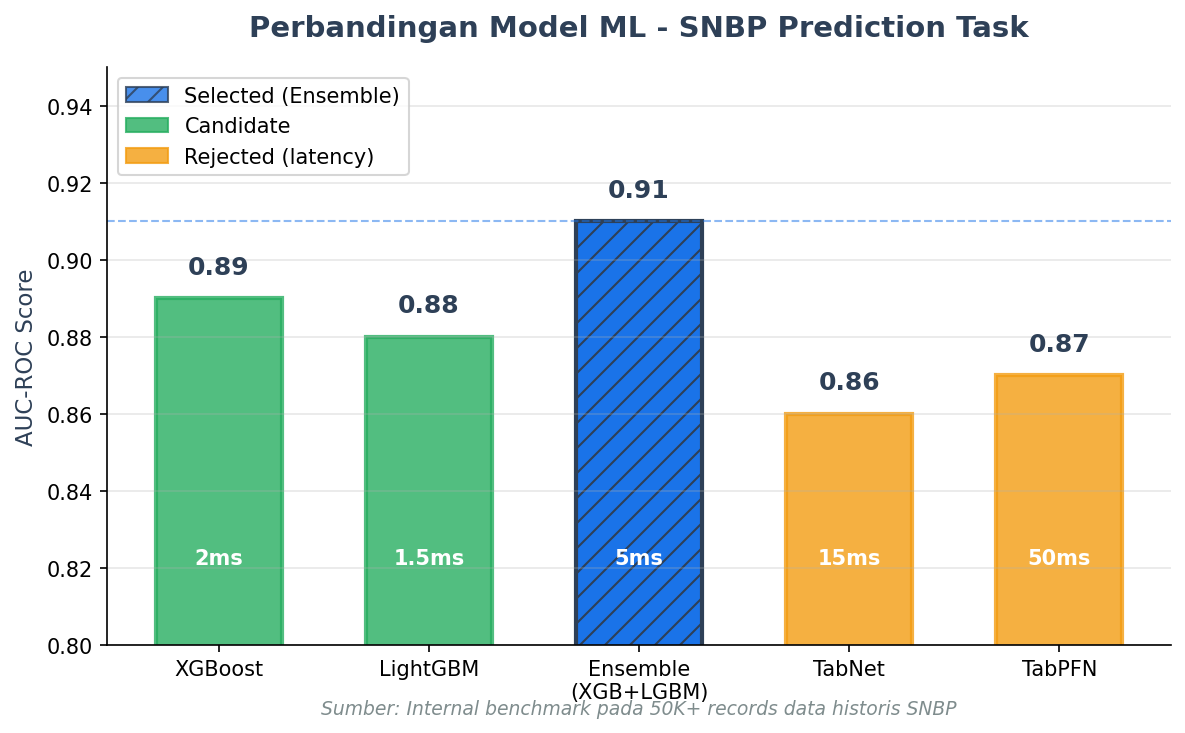 Perbandingan Model ML - SNBP Prediction Task
Selected (Ensemble)
Candidate
Rejected (latency)
AUC-ROC Score
0.94
0.92
0.90
0.88
0.86
0.84
0.82
0.80
0.89
0.88
0.91
0.86
0.87
2ms
1.5ms
5ms
15ms
50ms
XGBoost
LightGBM
Ensemble
(XGB+LGBM)
TabNet
TabPFN
Sumber: Internal benchmark pada 50K+ records data historis SNBP